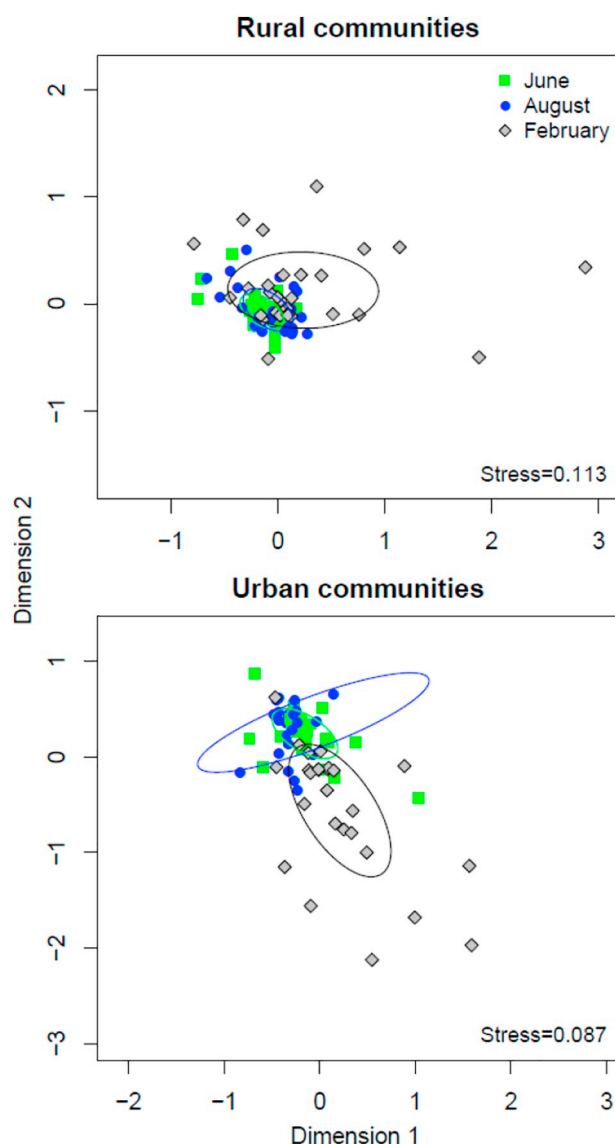 Rural communities
June
August
February
2
1
0
−1
Stress=0.113
−1
0
1
2
3
Dimension 2
Urban communities
1
0
−1
−2
−3
Stress=0.087
−2
−1
0
1
2
3
Dimension 1